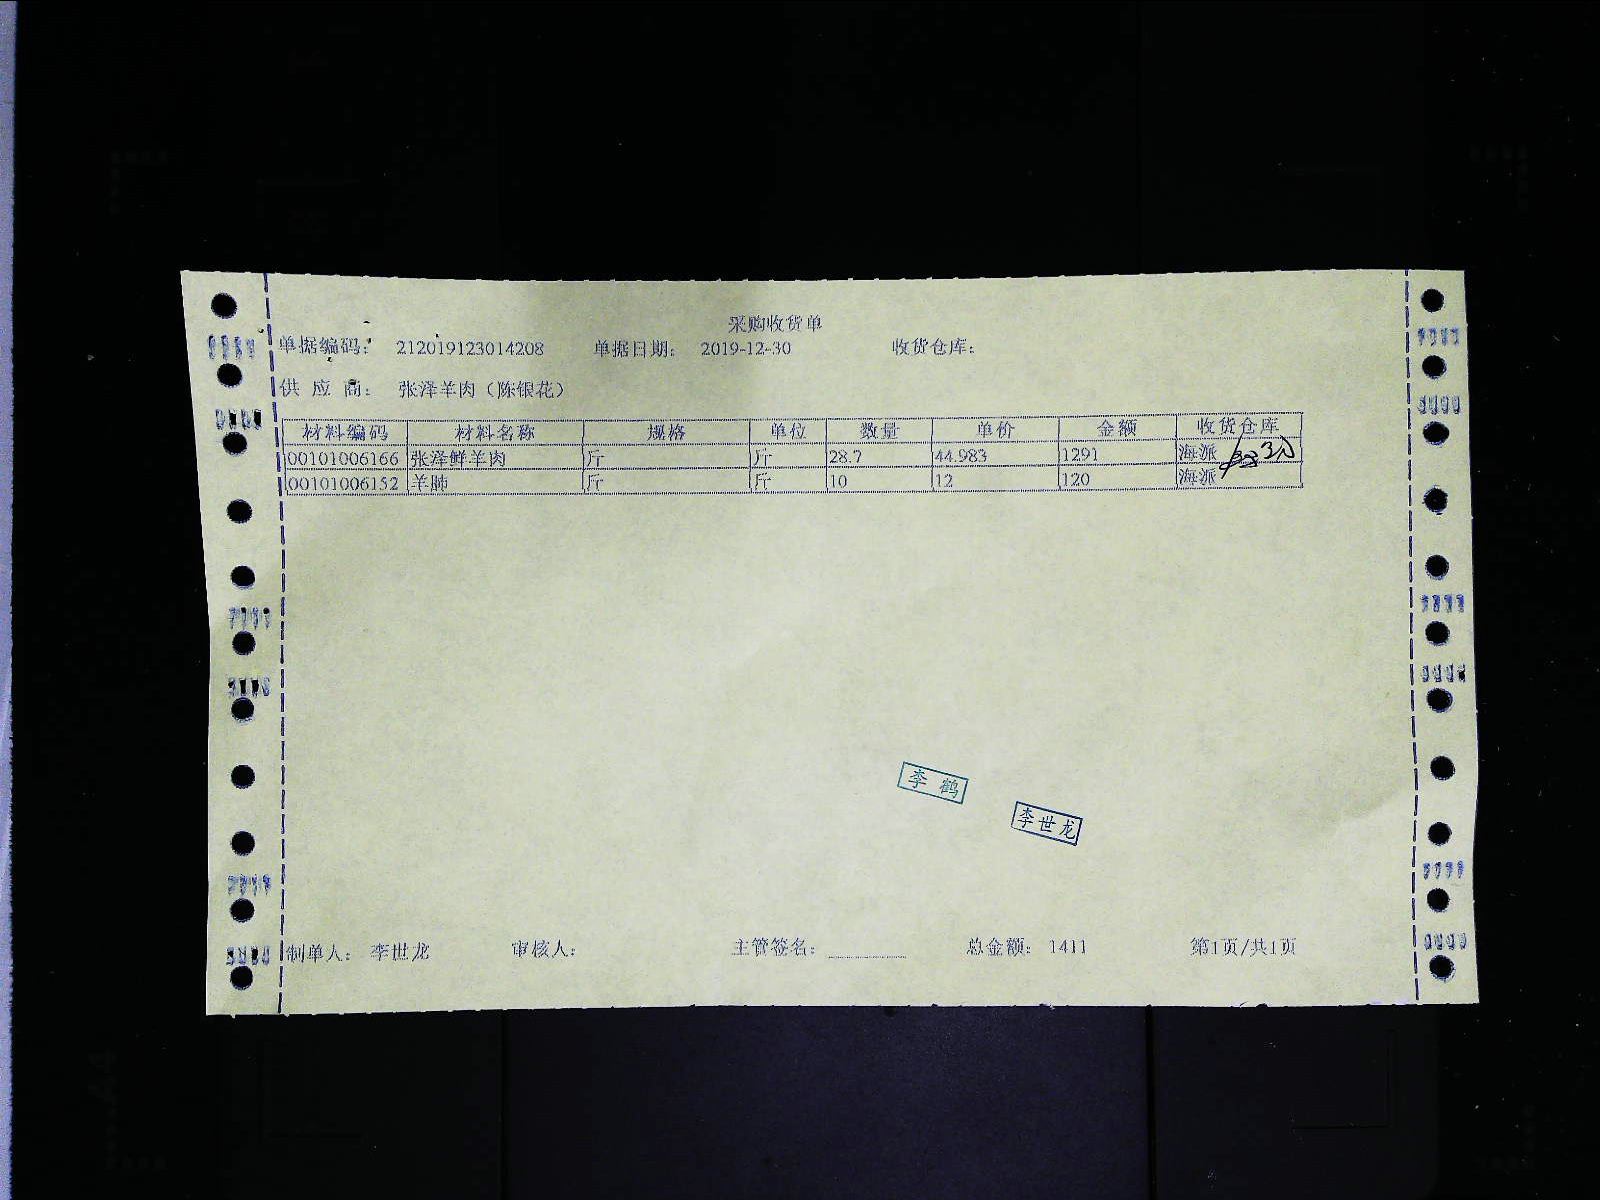 采购收货单
单据编码： 212019123014208 单据日期： 2019-12-30 收货仓库：
供 应 商： 张泽羊肉（陈银花）
材料编码 材料名称 规格 单位 数量 单价 金额 收货仓库
00101006166 张泽鲜羊肉 斤 斤 28.7 44.983 1291 海派
00101006152 羊肺 斤 斤 10 12 120 海派
李鹤
李世龙
制单人： 李世龙 审核人： 主管签名： 总金额： 1411 第1页/共1页